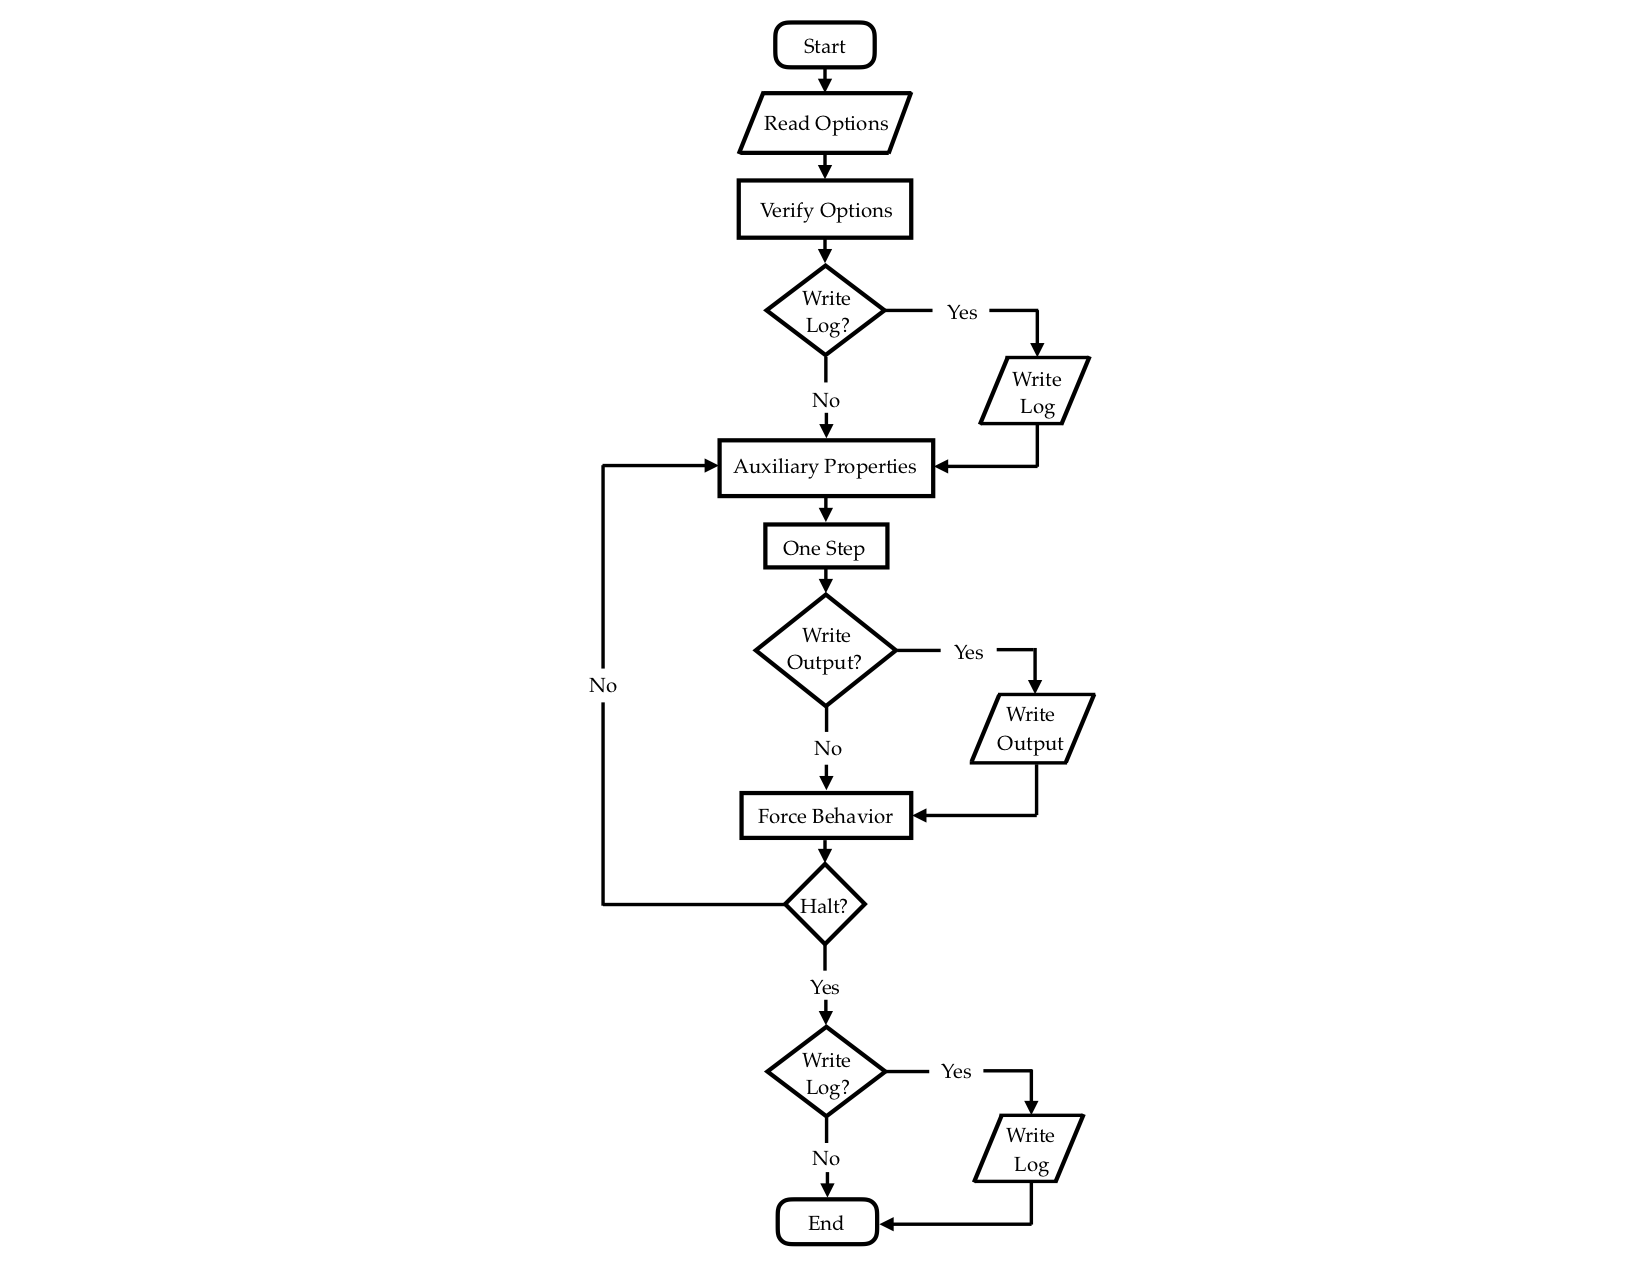 Start
Read Options
Verify Options
Write
Log?
Yes
Write
Log
No
Auxiliary Properties
One Step
Write
Output?
Yes
No
Write
Output
No
Force Behavior
Halt?
Yes
Write
Log?
Yes
Write
Log
No
End